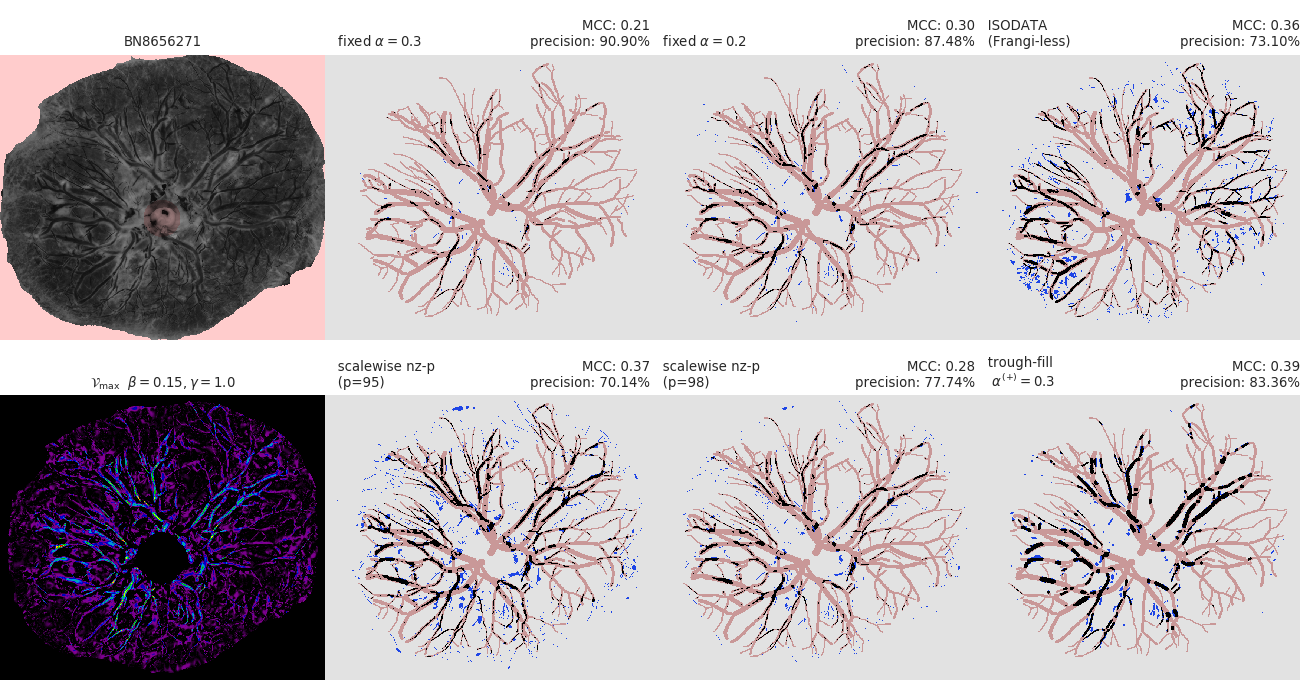 BN8656271
fixed α = 0.3
MCC: 0.21
precision: 90.90%
fixed α = 0.2
MCC: 0.30
precision: 87.48%
ISODATA
(Frangi-less)
MCC: 0.36
precision: 73.10%
𝒱max β = 0.15, γ = 1.0
scalewise nz-p
(p=95)
MCC: 0.37
precision: 70.14%
scalewise nz-p
(p=98)
MCC: 0.28
precision: 77.74%
trough-fill
α⁽⁺⁾ = 0.3
MCC: 0.39
precision: 83.36%